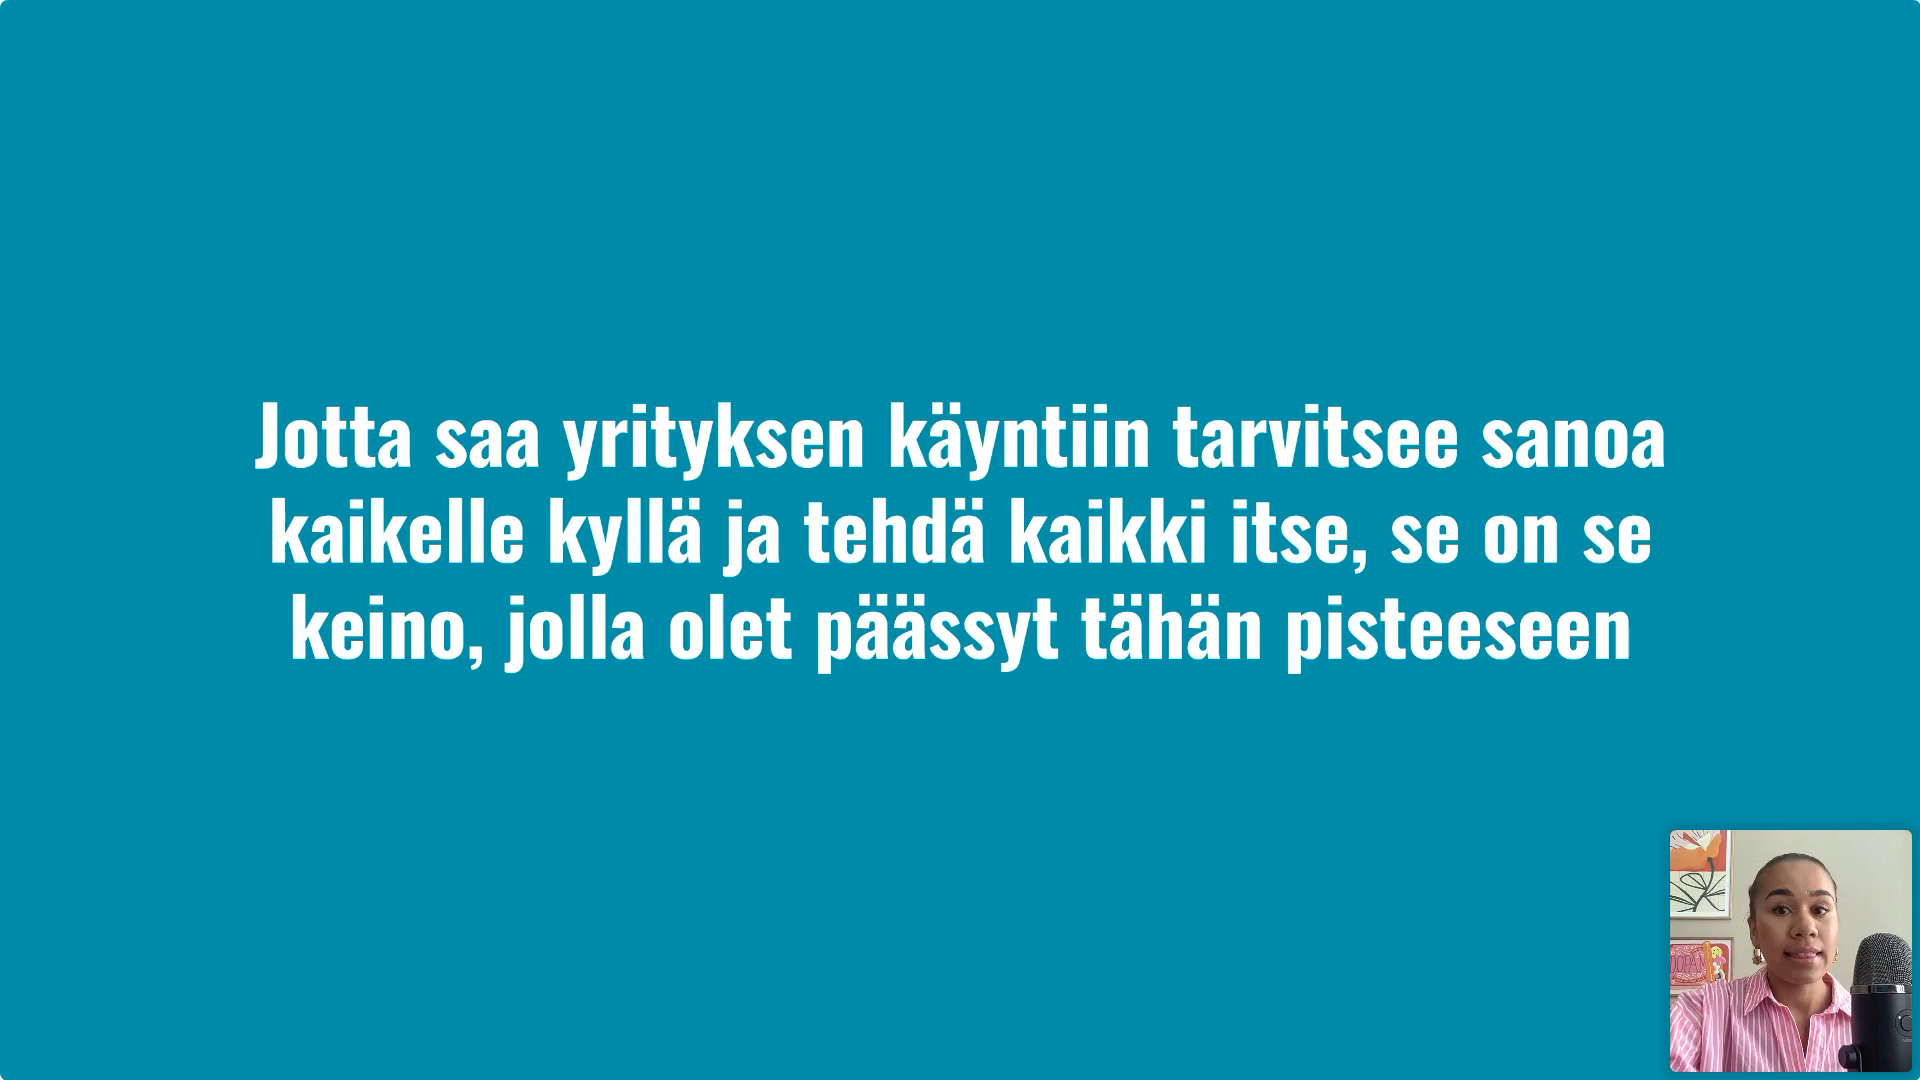 Jotta saa yrityksen käyntiin tarvitsee sanoa
kaikelle kyllä ja tehdä kaikki itse, se on se
keino, jolla olet päässyt tähän pisteeseen